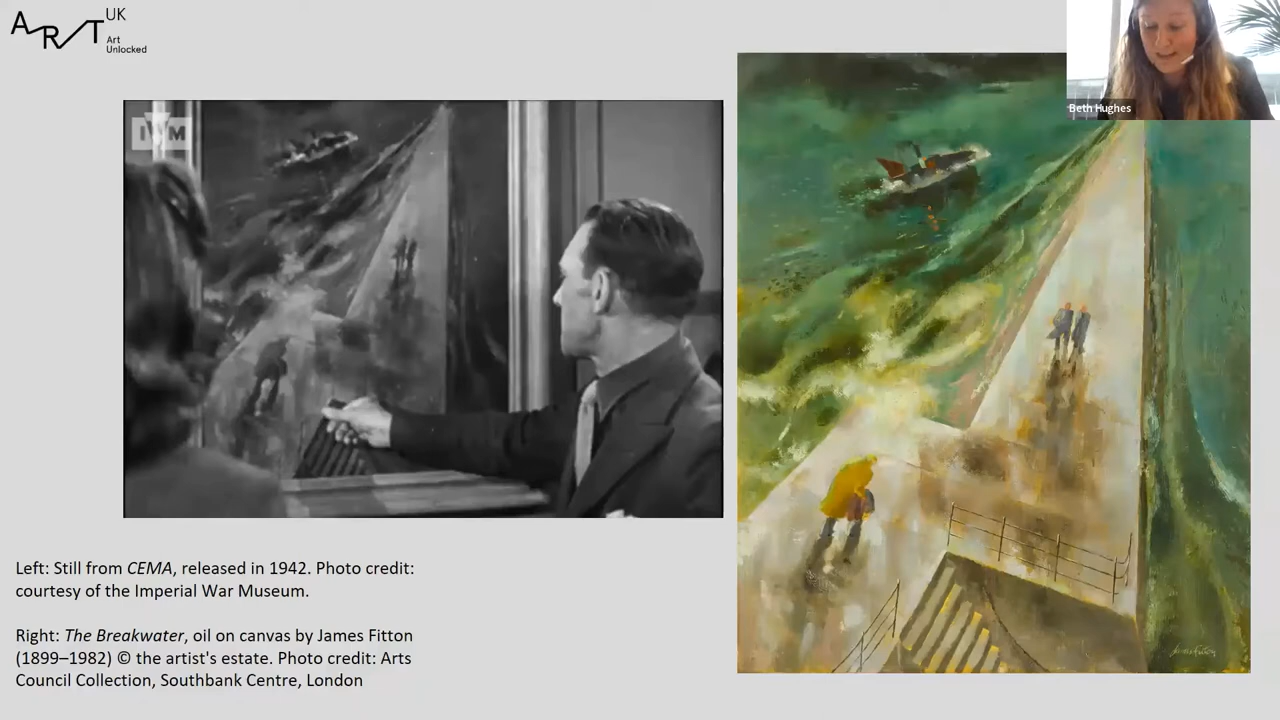 ART UK
Art
Unlocked
Beth Hughes
IWM
Left: Still from CEMA, released in 1942. Photo credit:
courtesy of the Imperial War Museum.
Right: The Breakwater, oil on canvas by James Fitton
(1899–1982) © the artist's estate. Photo credit: Arts
Council Collection, Southbank Centre, London
James Fitton